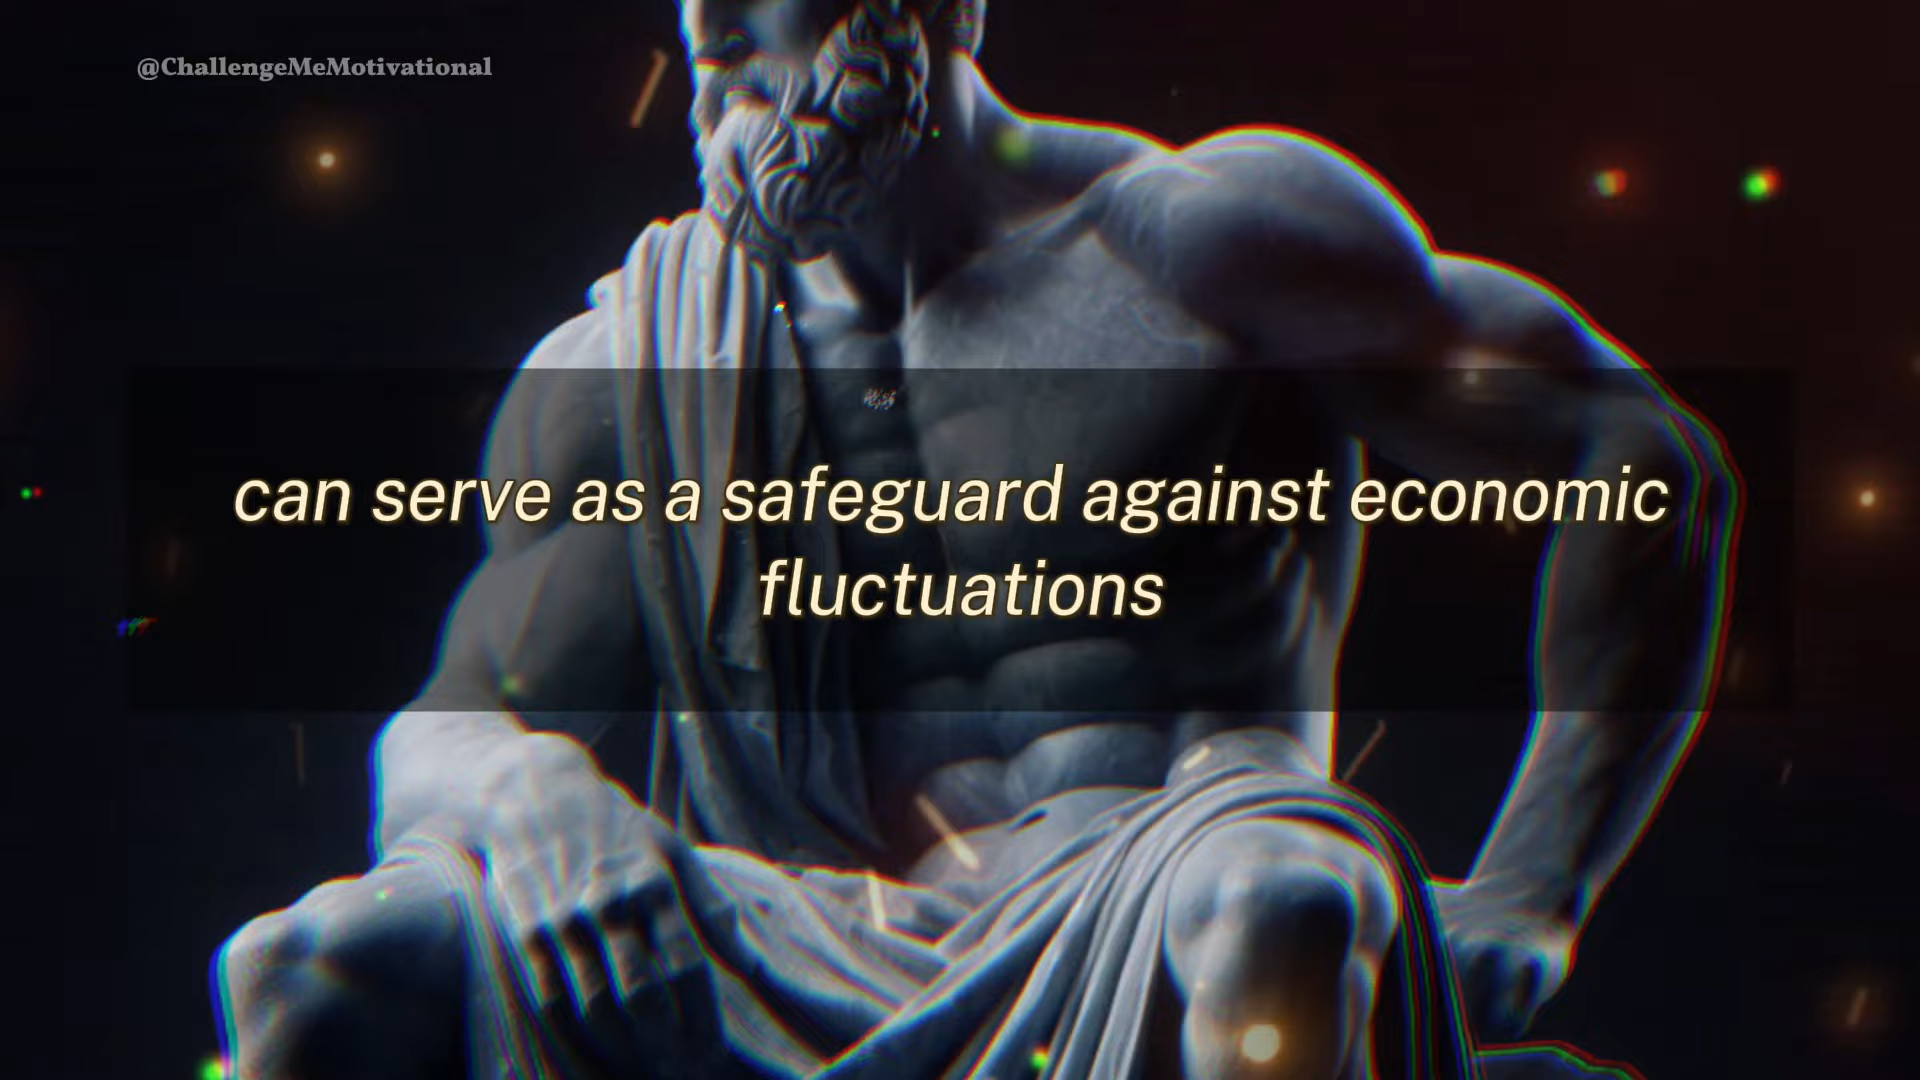 @ChallengeMeMotivational
can serve as a safeguard against economic
fluctuations